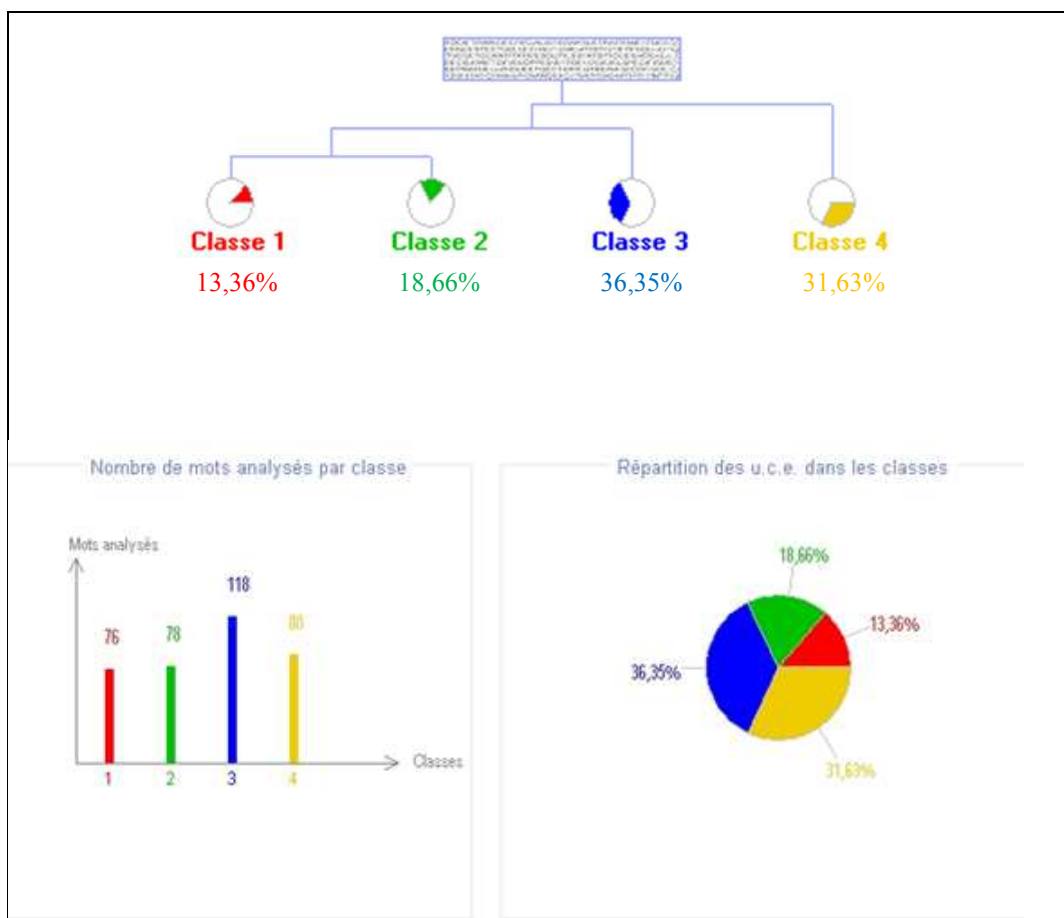 Classe 1 Classe 2 Classe 3 Classe 4
13,36% 18,66% 36,35% 31,63%
Nombre de mots analysés par classe
Mots analysés
118
76 78
1 2 3 4
Classes
Répartition des u.c.e. dans les classes
18,66%
13,36%
36,35%
31,63%